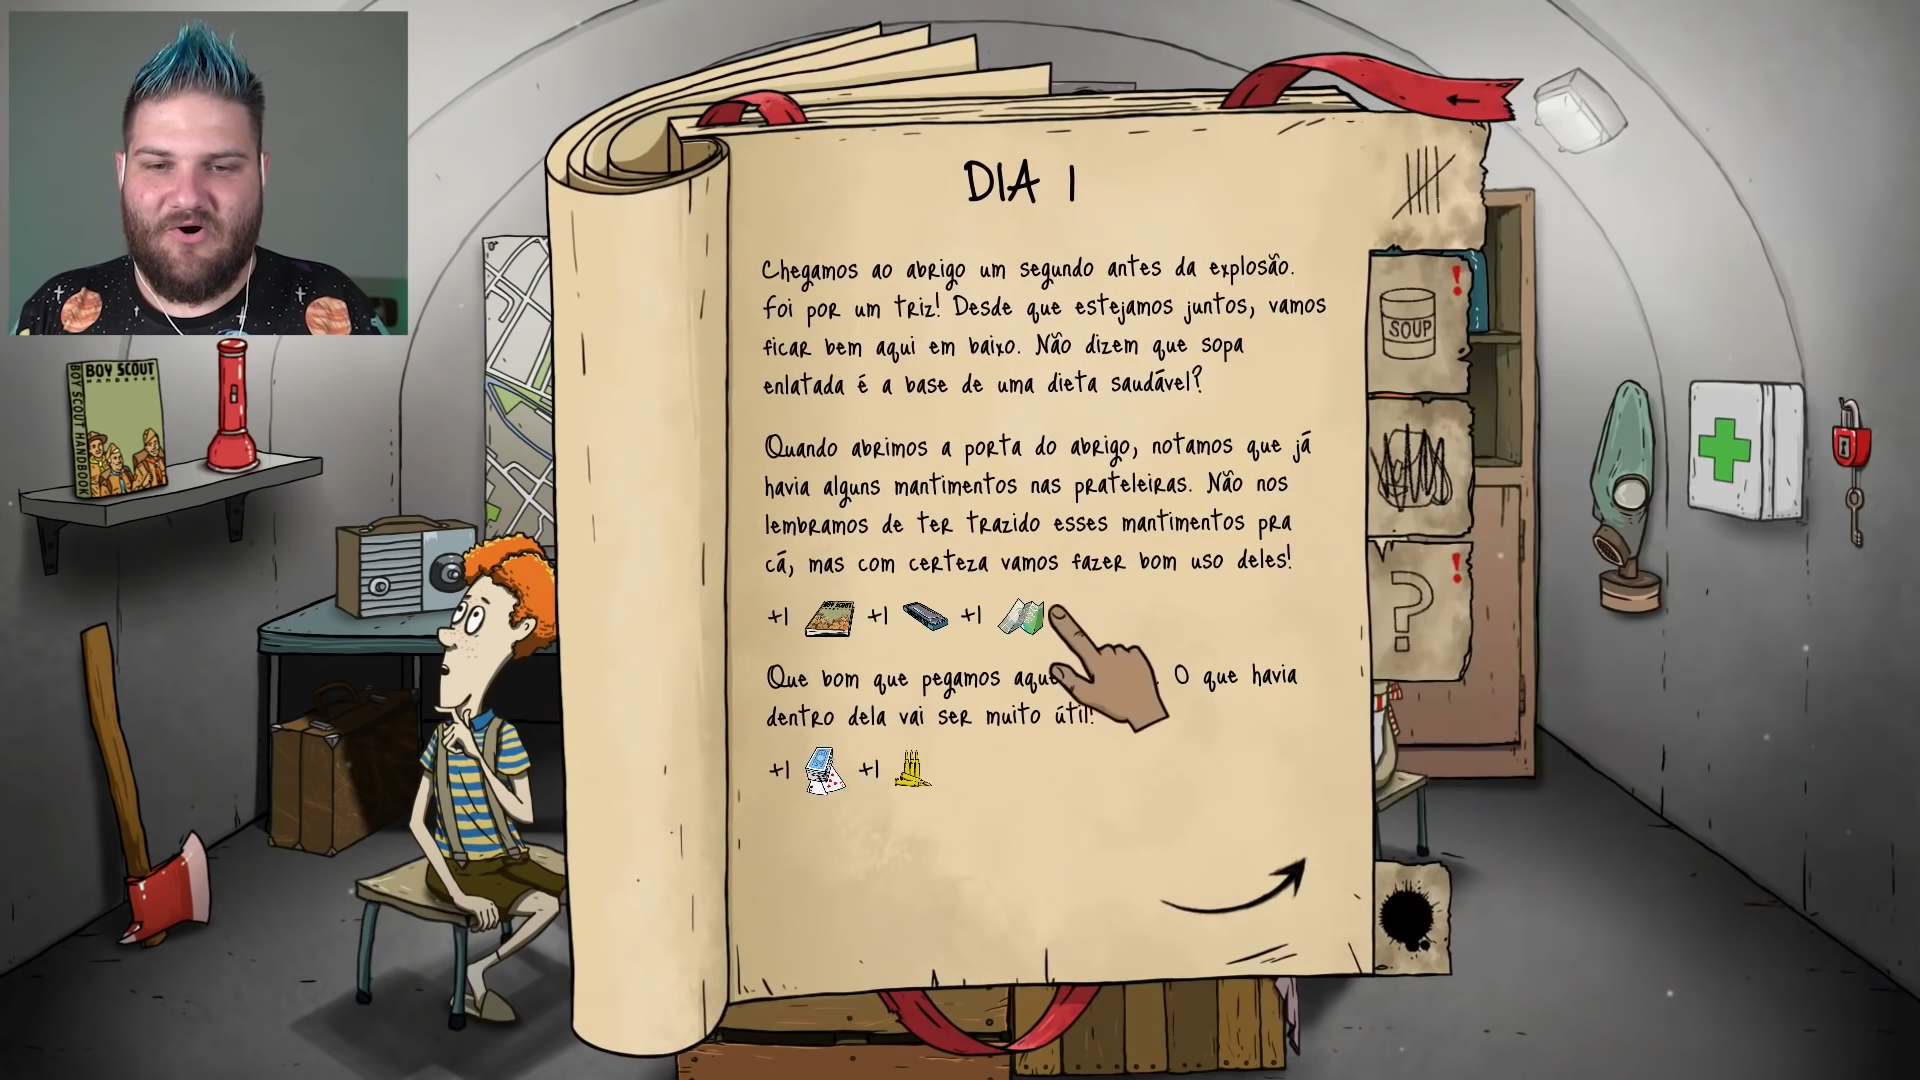 DIA 1
Chegamos ao abrigo um segundo antes da explosão.
foi por um triz! Desde que estejamos juntos, vamos
ficar bem aqui em baixo. Não dizem que sopa
enlatada é a base de uma dieta saudável?
Quando abrimos a porta do abrigo, notamos que já
havia alguns mantimentos nas prateleiras. Não nos
lembramos de ter trazido esses mantimentos pra
cá, mas com certeza vamos fazer bom uso deles!
+1 +1 +1
Que bom que pegamos aque . O que havia
dentro dela vai ser muito útil!
+1 +1
SOUP
!
!
?
BOY SCOUT
HANDBOOK
BOY SCOUT HANDBOOK